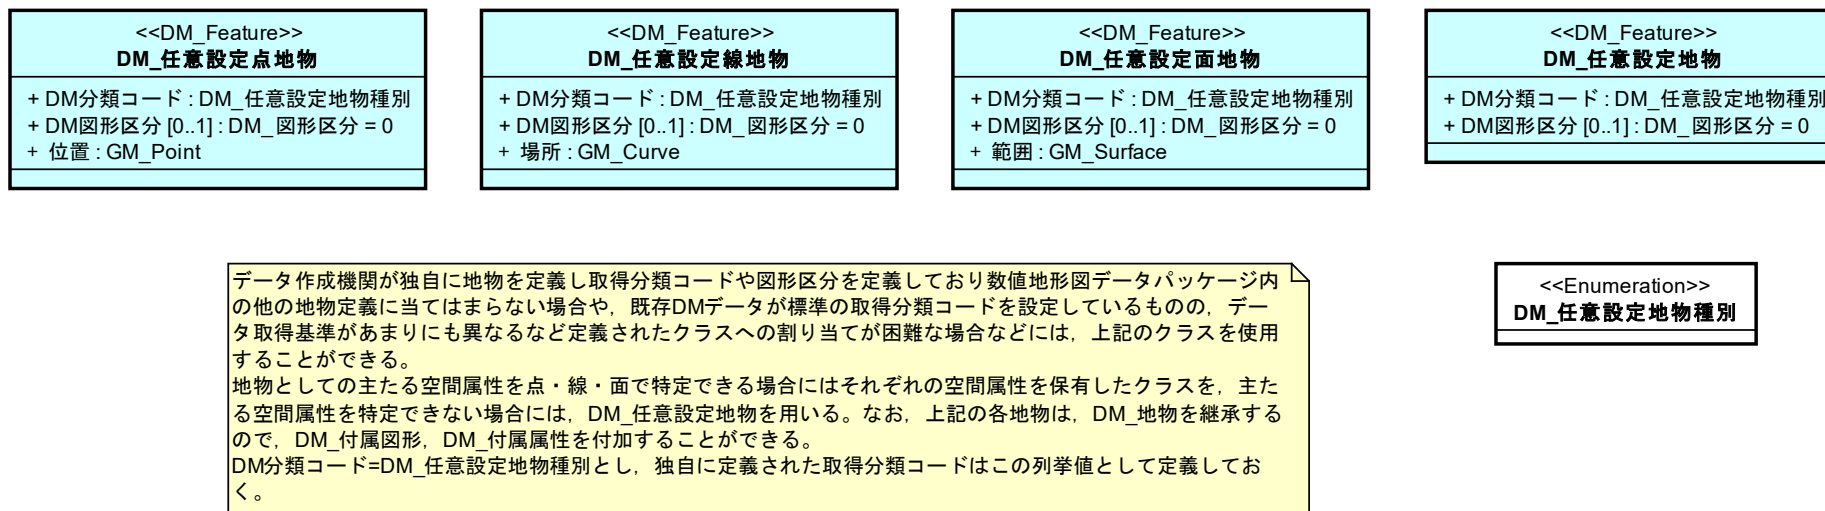 <<DM_Feature>>
DM_任意設定点地物
+ DM分類コード : DM_任意設定地物種別
+ DM図形区分 [0..1] : DM_図形区分 = 0
+ 位置 : GM_Point
<<DM_Feature>>
DM_任意設定線地物
+ DM分類コード : DM_任意設定地物種別
+ DM図形区分 [0..1] : DM_図形区分 = 0
+ 場所 : GM_Curve
<<DM_Feature>>
DM_任意設定面地物
+ DM分類コード : DM_任意設定地物種別
+ DM図形区分 [0..1] : DM_図形区分 = 0
+ 範囲 : GM_Surface
<<DM_Feature>>
DM_任意設定地物
+ DM分類コード : DM_任意設定地物種別
+ DM図形区分 [0..1] : DM_図形区分 = 0
データ作成機関が独自に地物を定義し取得分類コードや図形区分を定義しており数値地形図データパッケージ内
の他の地物定義に当てはまらない場合や，既存DMデータが標準の取得分類コードを設定しているものの，デー
タ取得基準があまりにも異なるなど定義されたクラスへの割り当てが困難な場合などには，上記のクラスを使用
することができる。
地物としての主たる空間属性を点・線・面で特定できる場合にはそれぞれの空間属性を保有したクラスを，主た
る空間属性を特定できない場合には，DM_任意設定地物を用いる。なお，上記の各地物は，DM_地物を継承する
ので，DM_付属図形，DM_付属属性を付加することができる。
DM分類コード=DM_任意設定地物種別とし，独自に定義された取得分類コードはこの列挙値として定義してお
く。
<<Enumeration>>
DM_任意設定地物種別